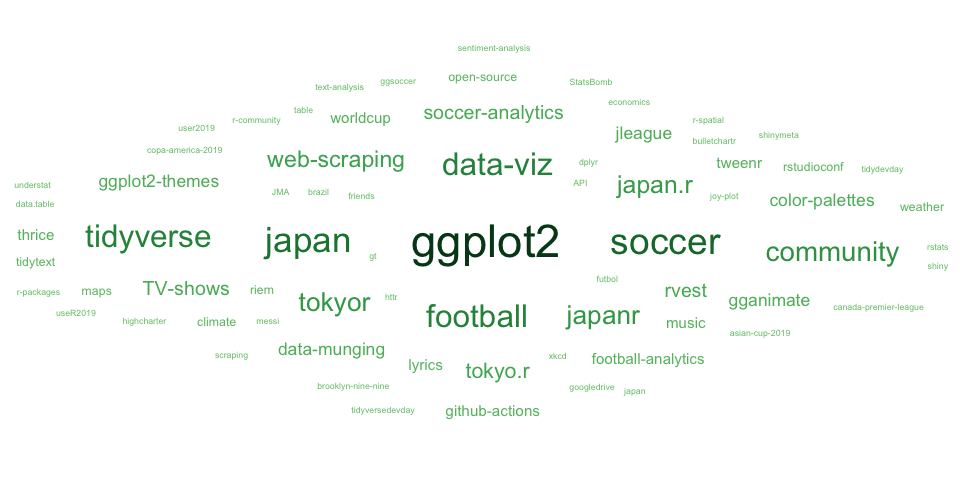 sentiment-analysis
open-source
ggsoccer
StatsBomb
text-analysis
economics
table
soccer-analytics
worldcup
r-community
r-spatial
user2019
jleague
shinymeta
bulletchartr
copa-america-2019
web-scraping
data-viz
dplyr
tweenr
rstudioconf
tidydevday
understat
ggplot2-themes
JMA
brazil
friends
API
japan.r
joy-plot
color-palettes
weather
data.table
thrice
tidyverse
japan
ggplot2
soccer
community
rstats
gt
tidytext
shiny
futbol
r-packages
maps
TV-shows
riem
httr
rvest
gganimate
tokyor
canada-premier-league
useR2019
highcharter
climate
messi
football
japanr
music
asian-cup-2019
scraping
data-munging
lyrics
tokyo.r
xkcd
football-analytics
brooklyn-nine-nine
googledrive
japan
tidyversedevday
github-actions